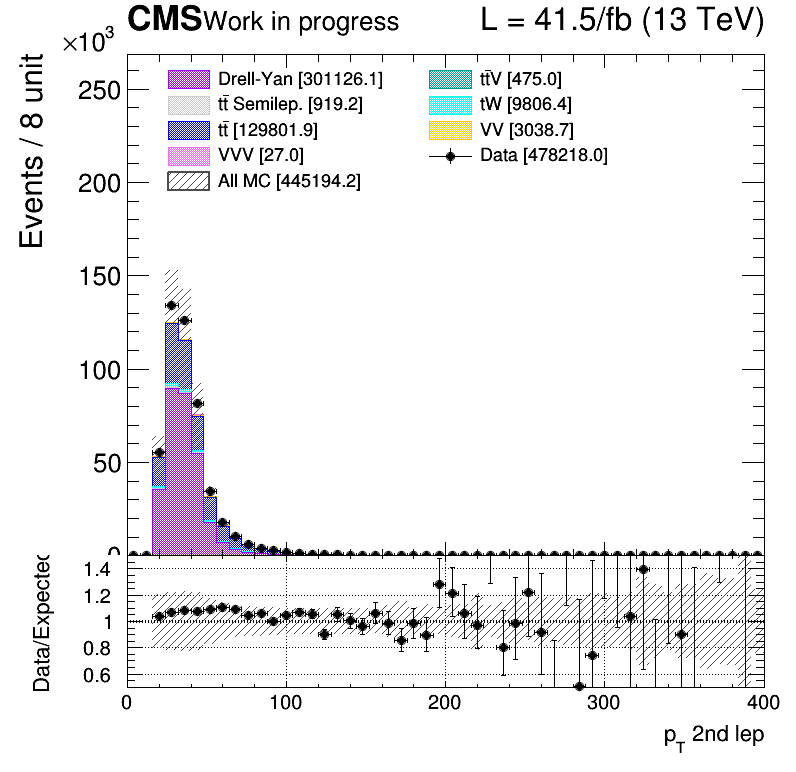 CMS Work in progress L = 41.5/fb (13 TeV)
×10³
Events / 8 unit
250
200
150
100
50
0
Drell-Yan [301126.1]
tt̄ Semilep. [919.2]
tt̄ [129801.9]
VVV [27.0]
All MC [445194.2]
tt̄V [475.0]
tW [9806.4]
VV [3038.7]
Data [478218.0]
Data/Expected
1.4
1.2
1
0.8
0.6
0 100 200 300 400
p_T 2nd lep